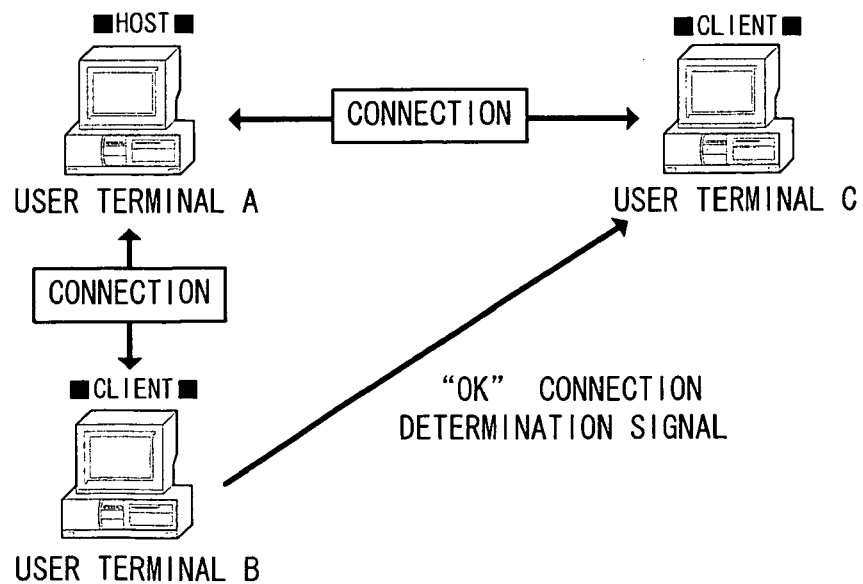 ■HOST■
■CLIENT■
CONNECTION
USER TERMINAL A
USER TERMINAL C
CONNECTION
■CLIENT■
“OK” CONNECTION
DETERMINATION SIGNAL
USER TERMINAL B